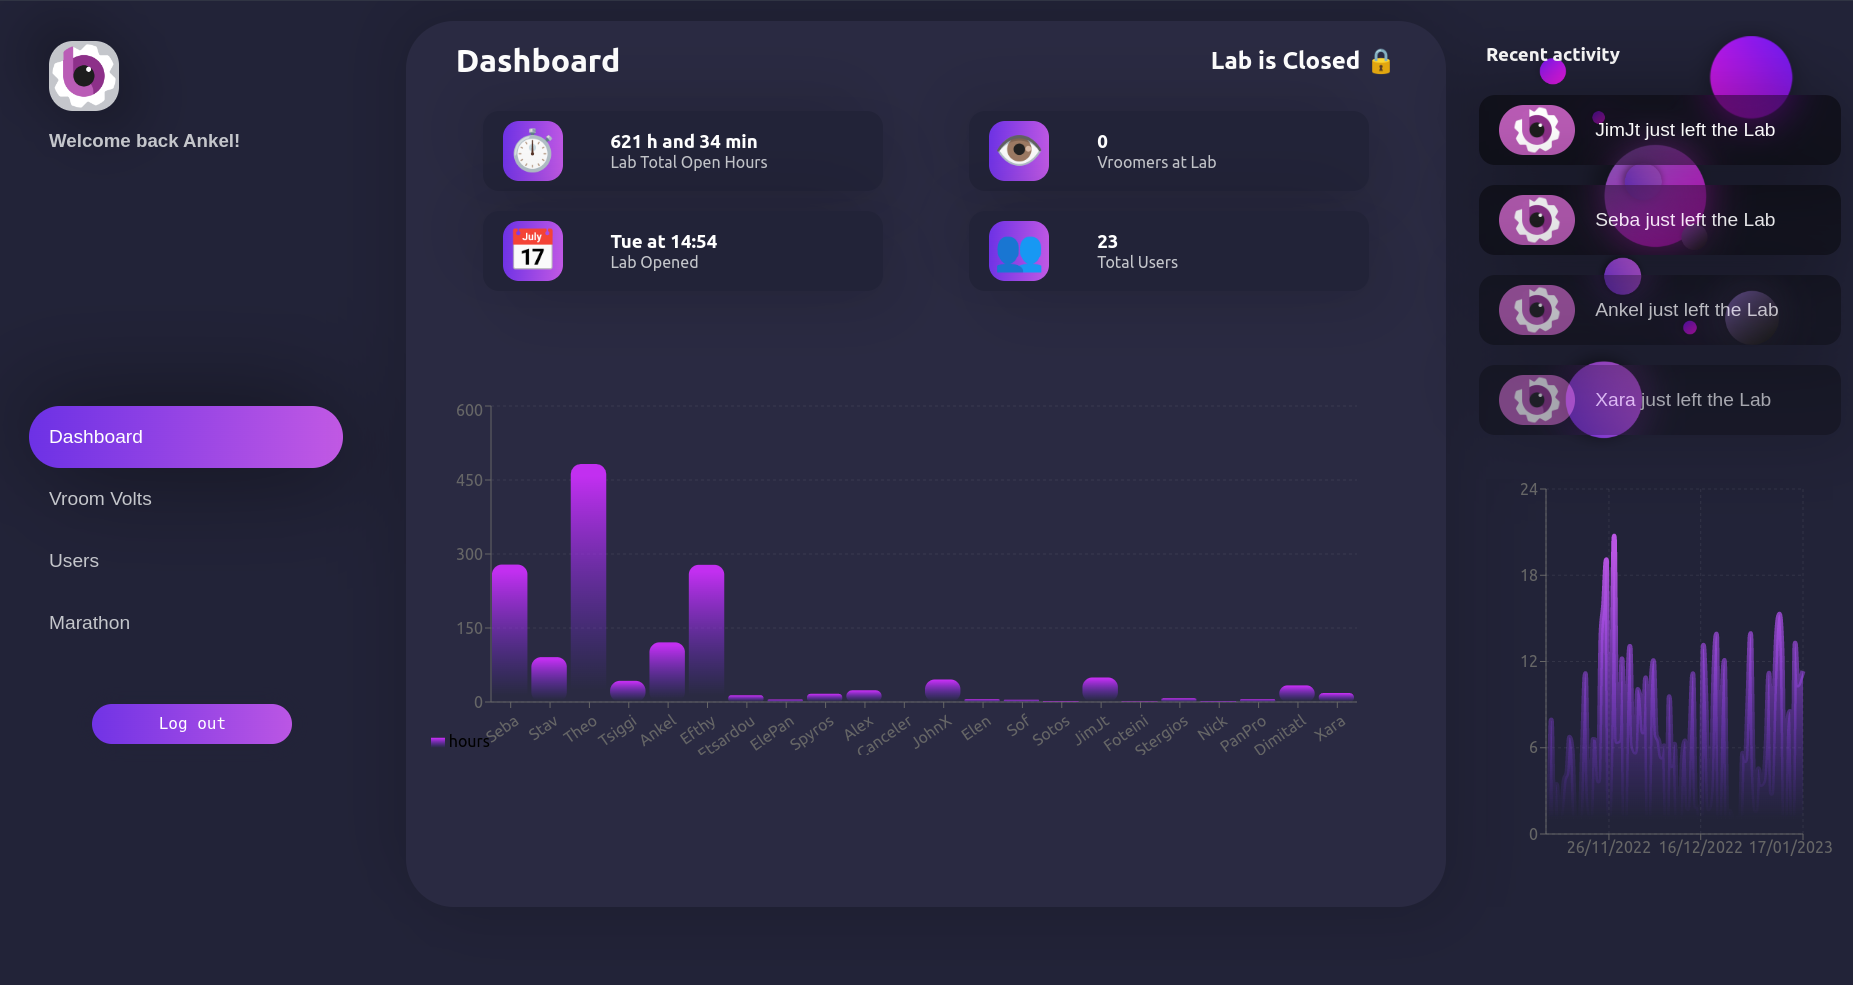 Welcome back Ankel!
Dashboard
Vroom Volts
Users
Marathon
Log out
Dashboard
Lab is Closed 🔒
621 h and 34 min
Lab Total Open Hours
0
Vroomers at Lab
July
17
Tue at 14:54
Lab Opened
23
Total Users
600
450
300
150
0
Seba
Stav
Theo
Tsiggi
Ankel
Efthy
Etsardou
ElePan
Spyros
Alex
Canceler
JohnX
Elen
Sof
Sotos
JimJt
Foteini
Stergios
Nick
PanPro
Dimitatl
Xara
hours
Recent activity
JimJt just left the Lab
Seba just left the Lab
Ankel just left the Lab
Xara just left the Lab
24
18
12
6
0
26/11/2022
16/12/2022
17/01/2023